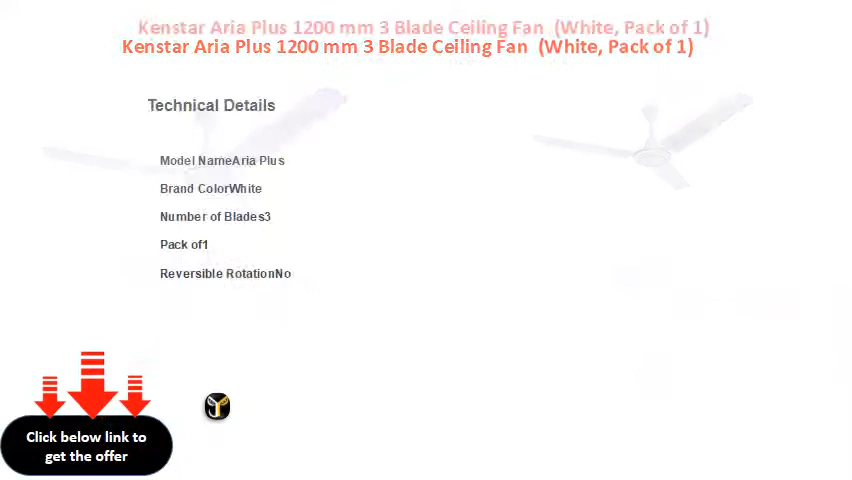 Kenstar Aria Plus 1200 mm 3 Blade Ceiling Fan (White, Pack of 1)
Kenstar Aria Plus 1200 mm 3 Blade Ceiling Fan (White, Pack of 1)
Technical Details
Model NameAria Plus
Brand ColorWhite
Number of Blades3
Pack of1
Reversible RotationNo
Click below link to
get the offer